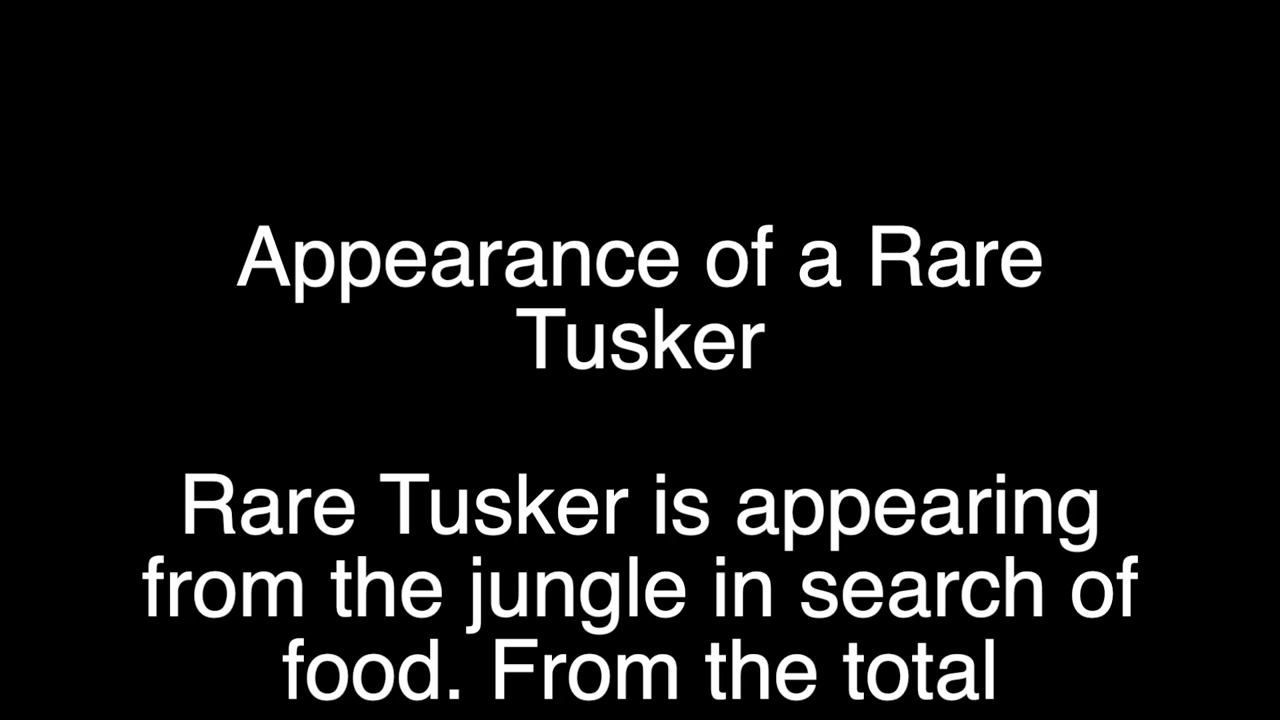 Appearance of a Rare
Tusker
Rare Tusker is appearing
from the jungle in search of
food. From the total